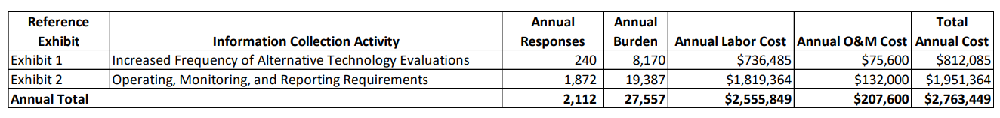 Reference Annual Annual Total
Exhibit Information Collection Activity Responses Burden Annual Labor Cost Annual O&M Cost Annual Cost
Exhibit 1 Increased Frequency of Alternative Technology Evaluations 240 8,170 $736,485 $75,600 $812,085
Exhibit 2 Operating, Monitoring, and Reporting Requirements 1,872 19,387 $1,819,364 $132,000 $1,951,364
Annual Total 2,112 27,557 $2,555,849 $207,600 $2,763,449